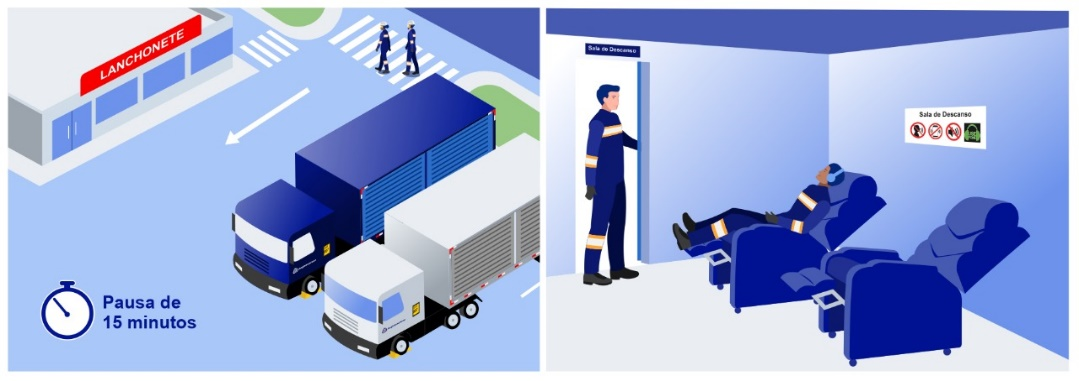 LANCHONETE
Pausa de
15 minutos
Sala de Descanso
Sala de Descanso